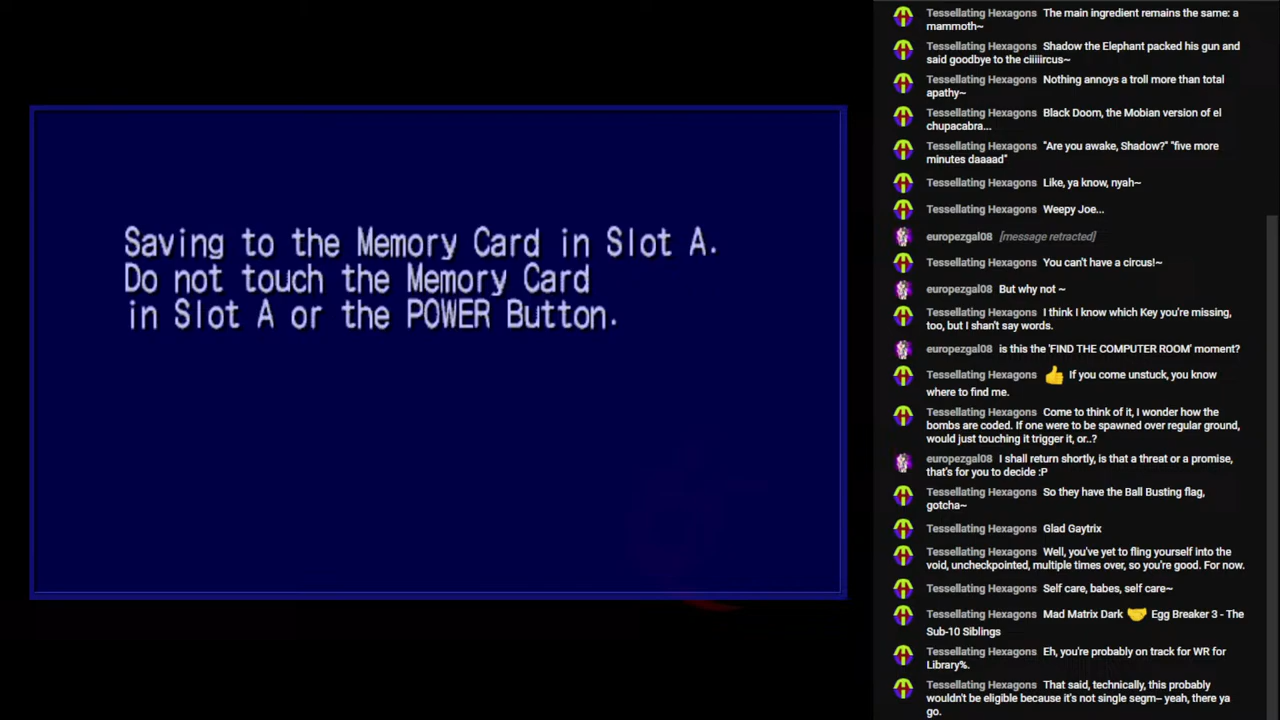 Saving to the Memory Card in Slot A.
Do not touch the Memory Card
in Slot A or the POWER Button.
Tessellating Hexagons The main ingredient remains the same: a
mammoth~
Tessellating Hexagons Shadow the Elephant packed his gun and
said goodbye to the ciiiiircus~
Tessellating Hexagons Nothing annoys a troll more than total
apathy~
Tessellating Hexagons Black Doom, the Mobian version of el
chupacabra...
Tessellating Hexagons "Are you awake, Shadow?" "five more
minutes daaaad"
Tessellating Hexagons Like, ya know, nyah~
Tessellating Hexagons Weepy Joe...
europezgal08 [message retracted]
Tessellating Hexagons You can't have a circus!~
europezgal08 But why not ~
Tessellating Hexagons I think I know which Key you're missing,
too, but I shan't say words.
europezgal08 is this the 'FIND THE COMPUTER ROOM' moment?
Tessellating Hexagons 👍 If you come unstuck, you know
where to find me.
Tessellating Hexagons Come to think of it, I wonder how the
bombs are coded. If one were to be spawned over regular ground,
would just touching it trigger it, or..?
europezgal08 I shall return shortly, is that a threat or a promise,
that's for you to decide :P
Tessellating Hexagons So they have the Ball Busting flag,
gotcha~
Tessellating Hexagons Glad Gaytrix
Tessellating Hexagons Well, you've yet to fling yourself into the
void, uncheckpointed, multiple times over, so you're good. For now.
Tessellating Hexagons Self care, babes, self care~
Tessellating Hexagons Mad Matrix Dark 🤝 Egg Breaker 3 - The
Sub-10 Siblings
Tessellating Hexagons Eh, you're probably on track for WR for
Library%.
Tessellating Hexagons That said, technically, this probably
wouldn't be eligible because it's not single segm-- yeah, there ya
go.